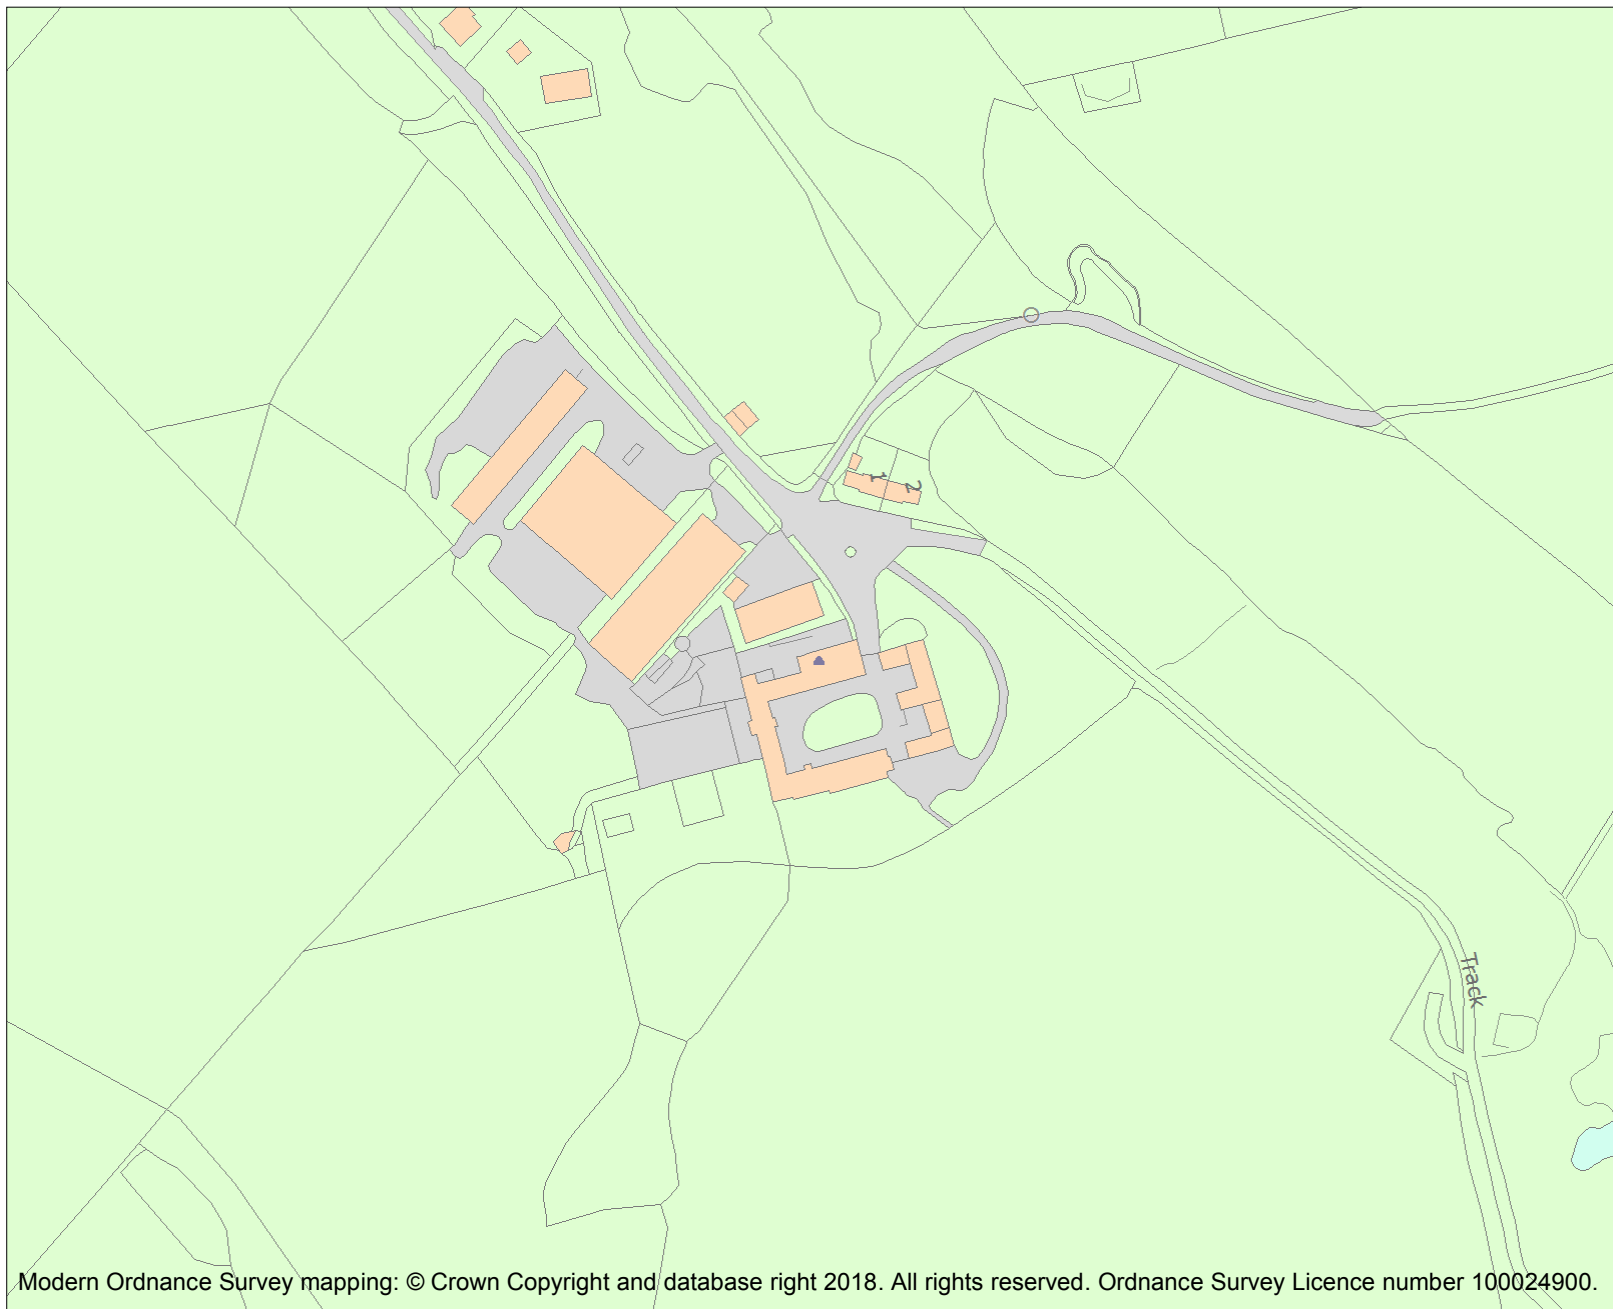 1
2
Track
Modern Ordnance Survey mapping: © Crown Copyright and database right 2018. All rights reserved. Ordnance Survey Licence number 100024900.